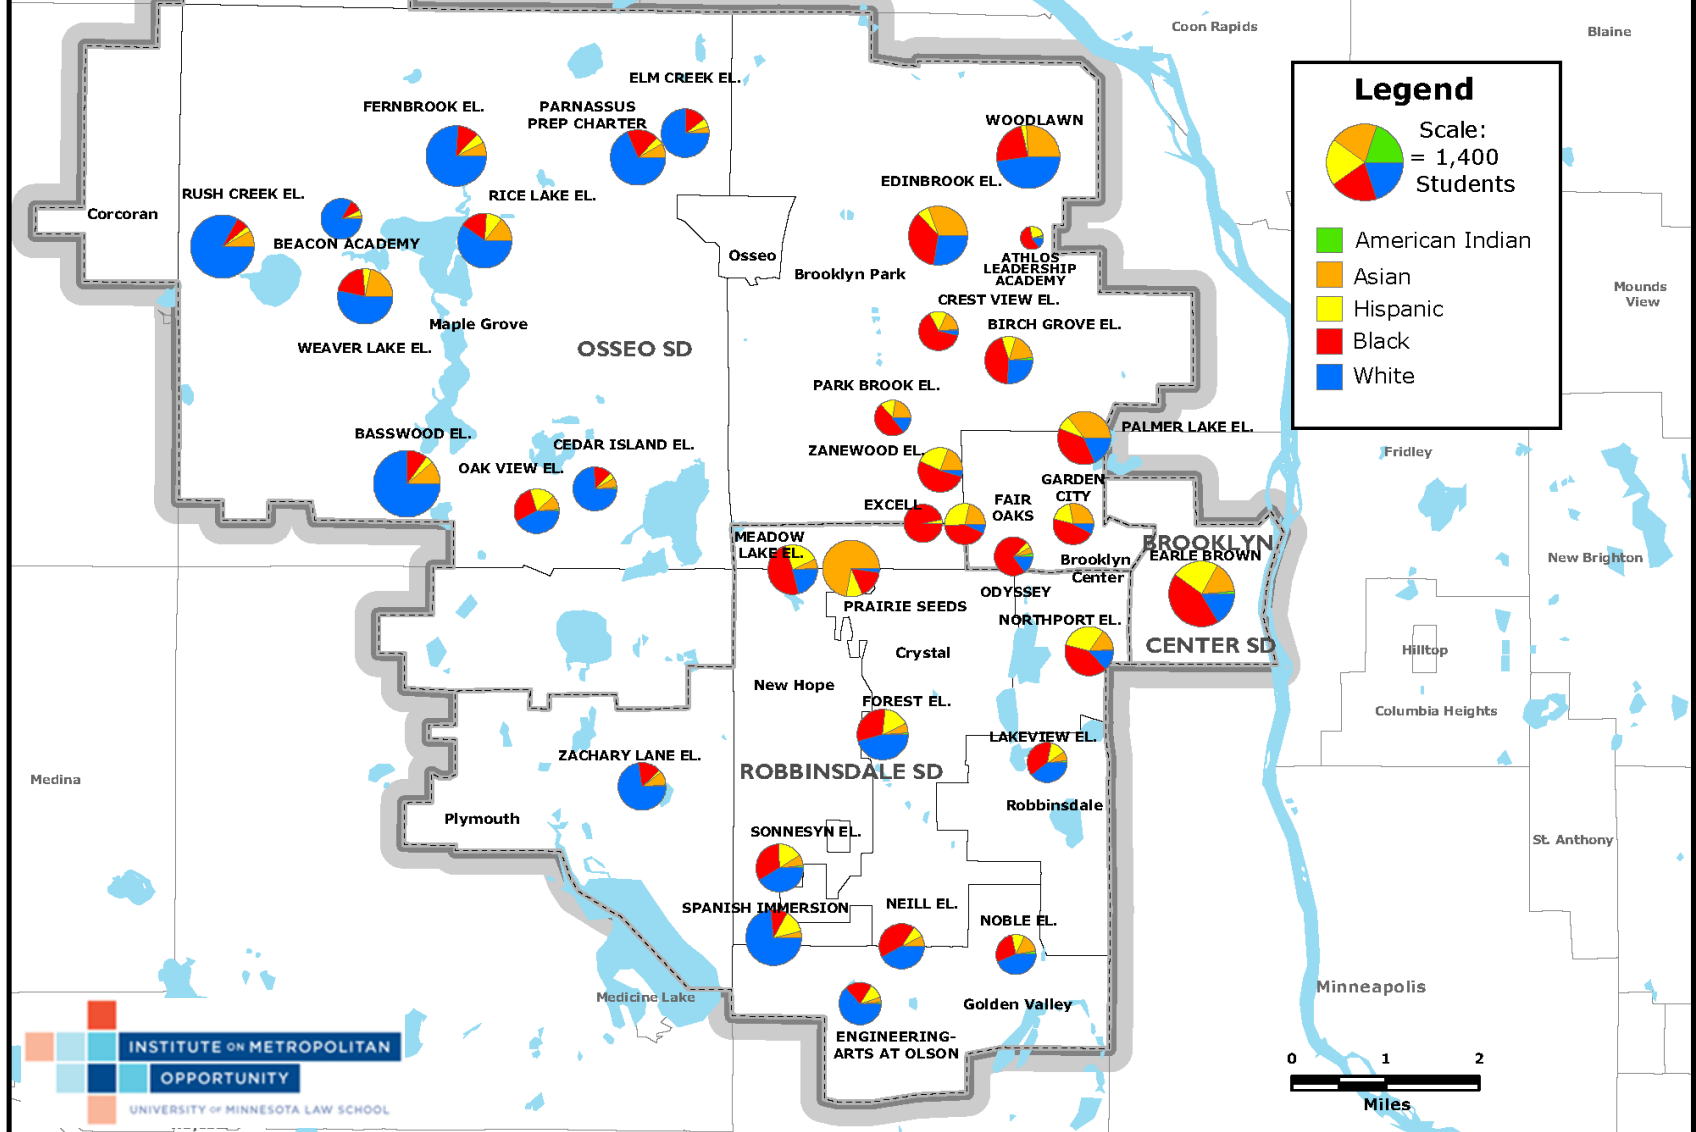 Coon Rapids
Blaine
ELM CREEK EL.
FERNBROOK EL.
PARNASSUS
PREP CHARTER
WOODLAWN
Legend
Scale:
= 1,400
Students
American Indian
Asian
Hispanic
Black
White
RUSH CREEK EL.
RICE LAKE EL.
EDINBROOK EL.
Corcoran
BEACON ACADEMY
Osseo
Brooklyn Park
ATHLOS
LEADERSHIP
ACADEMY
Mounds
View
CREST VIEW EL.
Maple Grove
BIRCH GROVE EL.
WEAVER LAKE EL.
OSSEO SD
PARK BROOK EL.
BASSWOOD EL.
PALMER LAKE EL.
CEDAR ISLAND EL.
ZANEWOOD EL.
Fridley
OAK VIEW EL.
GARDEN
CITY
EXCELL
FAIR
OAKS
MEADOW
LAKE EL.
BROOKLYN
EARLE BROWN
Brooklyn
Center
New Brighton
ODYSSEY
PRAIRIE SEEDS
NORTHPORT EL.
CENTER SD
Crystal
Hilltop
New Hope
FOREST EL.
Columbia Heights
LAKEVIEW EL.
ZACHARY LANE EL.
ROBBINSDALE SD
Medina
Robbinsdale
Plymouth
SONNESYN EL.
St. Anthony
SPANISH IMMERSION
NEILL EL.
NOBLE EL.
Minneapolis
Medicine Lake
Golden Valley
ENGINEERING-
ARTS AT OLSON
INSTITUTE ON METROPOLITAN
OPPORTUNITY
UNIVERSITY OF MINNESOTA LAW SCHOOL
0 1 2
Miles